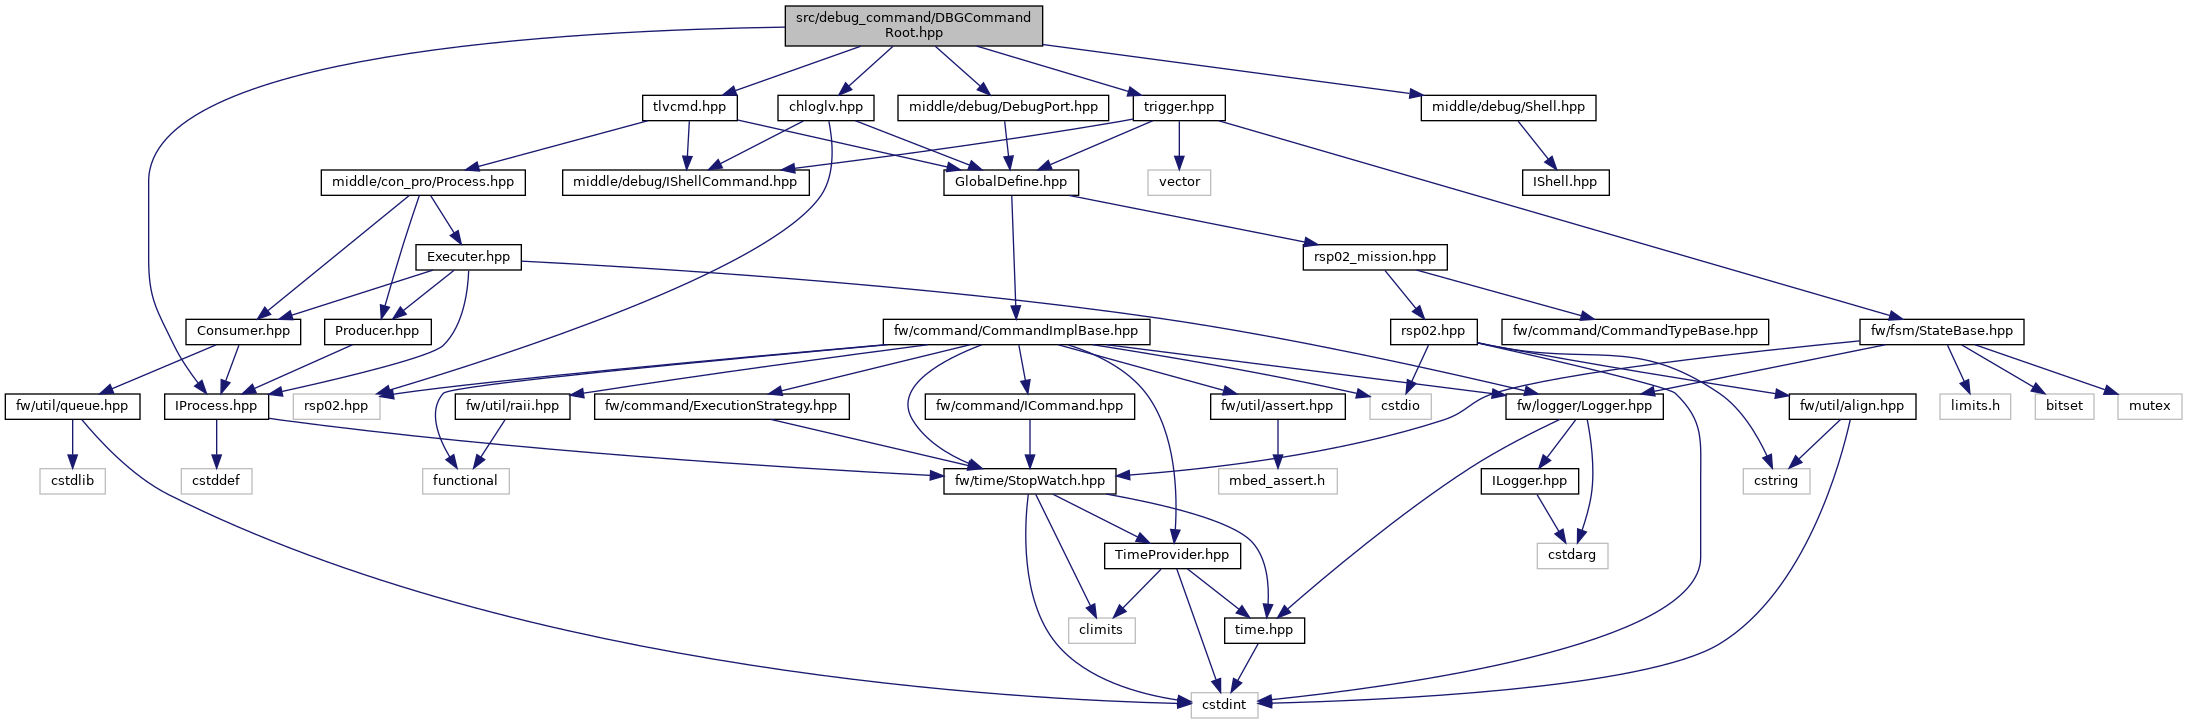 src/debug_command/DBGCommand
Root.hpp
tlvcmd.hpp
chloglv.hpp
middle/debug/DebugPort.hpp
trigger.hpp
middle/debug/Shell.hpp
middle/con_pro/Process.hpp
middle/debug/IShellCommand.hpp
GlobalDefine.hpp
vector
IShell.hpp
Executer.hpp
rsp02_mission.hpp
Consumer.hpp
Producer.hpp
fw/command/CommandImplBase.hpp
rsp02.hpp
fw/command/CommandTypeBase.hpp
fw/fsm/StateBase.hpp
fw/util/queue.hpp
IProcess.hpp
rsp02.hpp
fw/util/raii.hpp
fw/command/ExecutionStrategy.hpp
fw/command/ICommand.hpp
fw/util/assert.hpp
cstdio
fw/logger/Logger.hpp
fw/util/align.hpp
limits.h
bitset
mutex
cstdlib
cstddef
functional
fw/time/StopWatch.hpp
mbed_assert.h
ILogger.hpp
cstring
TimeProvider.hpp
cstdarg
climits
time.hpp
cstdint